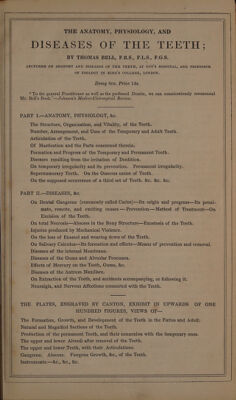 THE ANATOMY, PHYSIOLOGY, AND
DISEASES OF THE TEETH;
BY THOMAS BELL, F.R.S., F.L.S., F.G.S.
LECTURER ON ANATOMY AND DISEASES OF THE TEETH, AT GUY'S HOSPITAL, AND PROFESSOR
OF ZOOLOGY IN KING'S COLLEGE, LONDON.
Demy 8vo. Price 14s
"To the general Practitioner as well as the professed Dentist, we can conscientiously recommend
Mr. Bell's Book."—Johnson's Medico-Chirurgical Review.
PART I.—ANATOMY, PHYSIOLOGY, &c.
The Structure, Organization, and Vitality, of the Teeth.
Number, Arrangement, and Uses of the Temporary and Adult Teeth.
Articulation of the Teeth.
Of Mastication and the Parts concerned therein.
Formation and Progress of the Temporary and Permanent Teeth.
Diseases resulting from the irritation of Dentition.
On temporary irregularity and its prevention. Permanent irregularity.
Supernumerary Teeth. On the Osseous union of Teeth.
On the supposed occurrence of a third set of Teeth. &c. &c. &c.
PART II.—DISEASES, &c.
On Dental Gangrene (commonly called Caries)—Its origin and progress—Its proxi-
mate, remote, and exciting causes — Prevention — Method of Treatment—On
Excision of the Teeth.
On total Necrosis—Abscess in the Bony Structure—Exostosis of the Teeth.
Injuries produced by Mechanical Violence.
On the loss of Enamel and wearing down of the Teeth.
On Salivary Calculus—Its formation and effects—Means of prevention and removal.
Diseases of the internal Membrane.
Diseases of the Gums and Alveolar Processes.
Effects of Mercury on the Teeth, Gums, &c.
Diseases of the Antrum Maxillare.
On Extraction of the Teeth, and accidents accompanying, or following it.
Neuralgia, and Nervous Affections connected with the Teeth.
THE PLATES, ENGRAVED BY CANTON, EXHIBIT IN UPWARDS OF ONE
HUNDRED FIGURES, VIEWS OF—
The Formation, Growth, and Development of the Teeth in the Fœtus and Adult.
Natural and Magnified Sections of the Teeth.
Production of the permanent Teeth, and their connexion with the temporary ones.
The upper and lower Alveoli after removal of the Teeth.
The upper and lower Teeth, with their Articulations.
Gangrene. Abscess. Fungous Growth, &c., of the Teeth.
Instruments—&c., &c., &c.